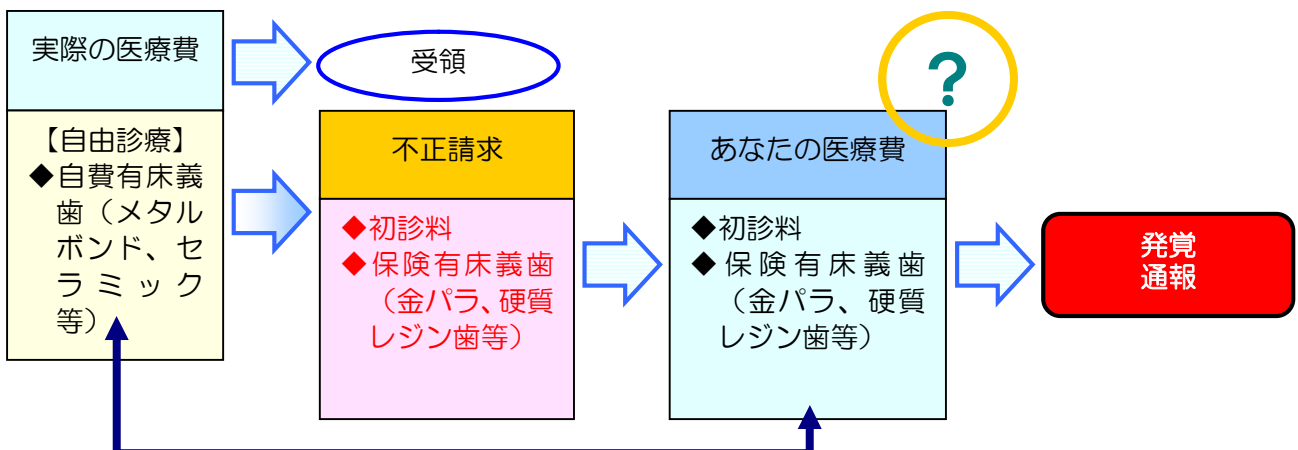 実際の医療費
【自由診療】
◆自費有床義
歯（メタル
ボンド、セ
ラミック
等）
受領
不正請求
◆初診料
◆保険有床義歯
（金パラ、硬質
レジン歯等）
?
あなたの医療費
◆初診料
◆保険有床義歯
（金パラ、硬質
レジン歯等）
発覚
通報